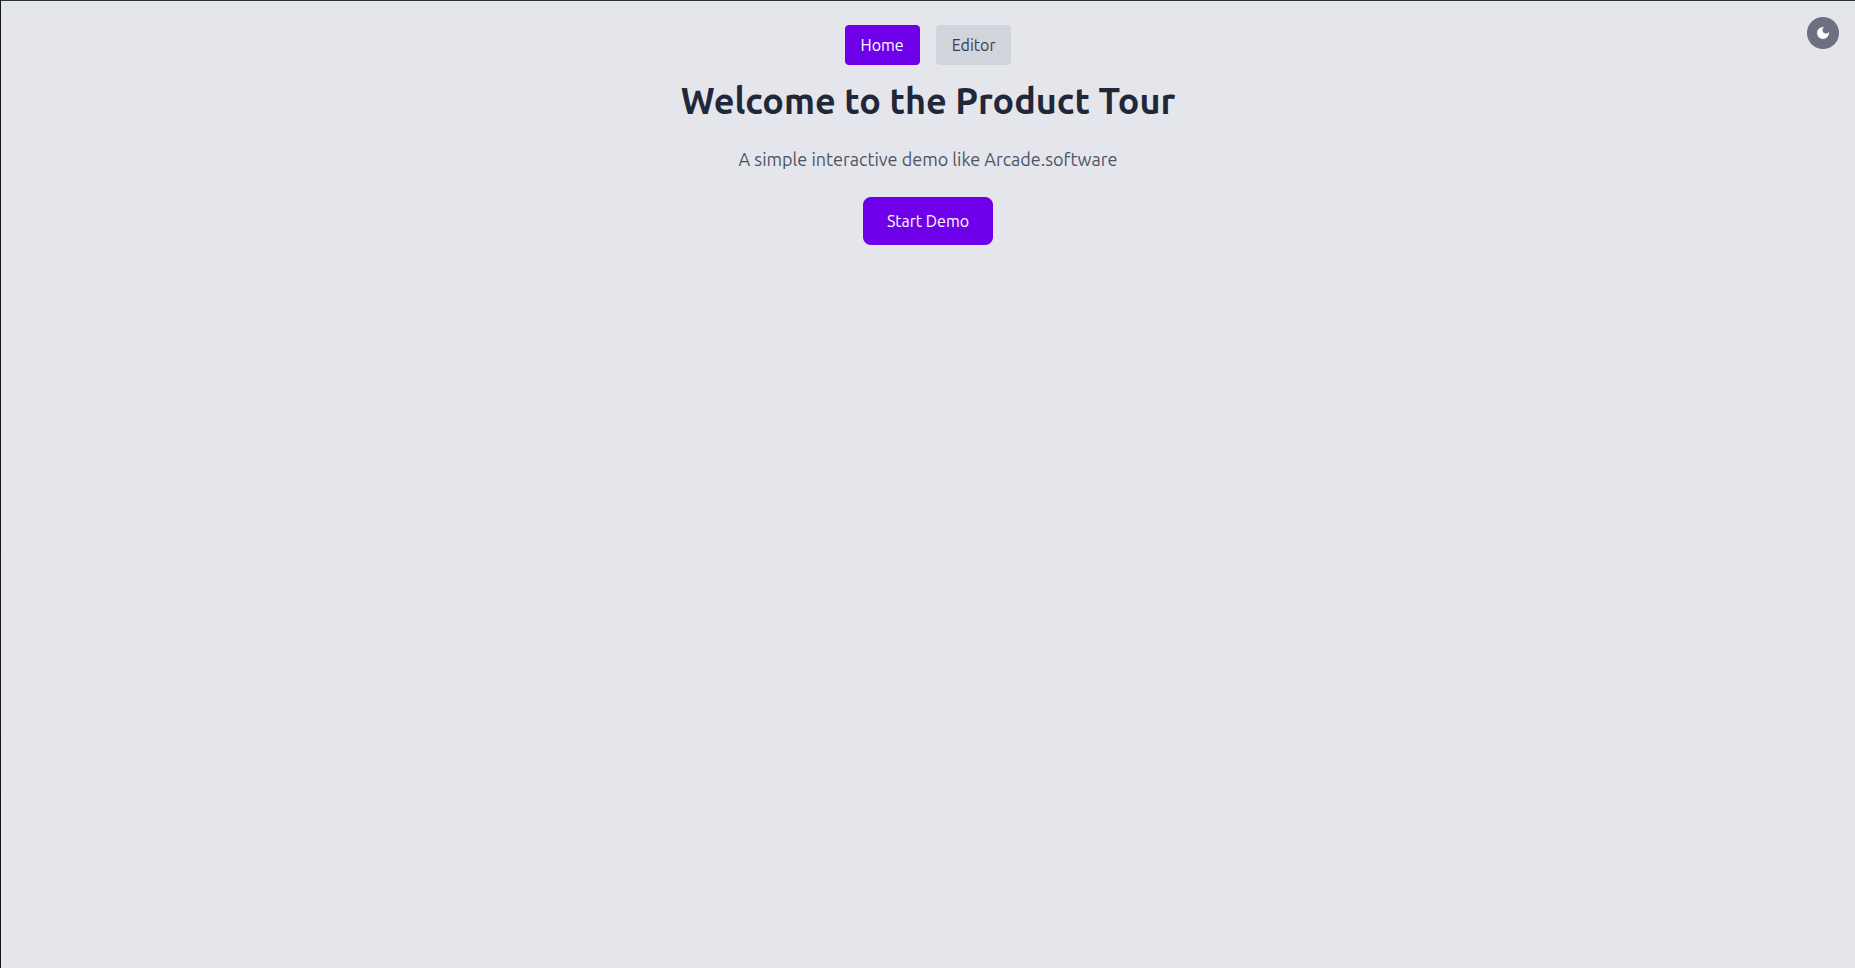 Home Editor
Welcome to the Product Tour
A simple interactive demo like Arcade.software
Start Demo